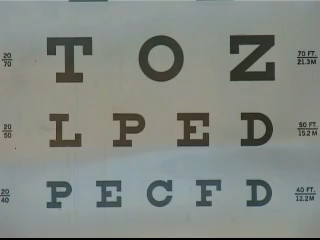 20/70 T O Z 70 FT. 21.3 M
20/50 L P E D 50 FT. 15.2 M
20/40 P E C F D 40 FT. 12.2 M